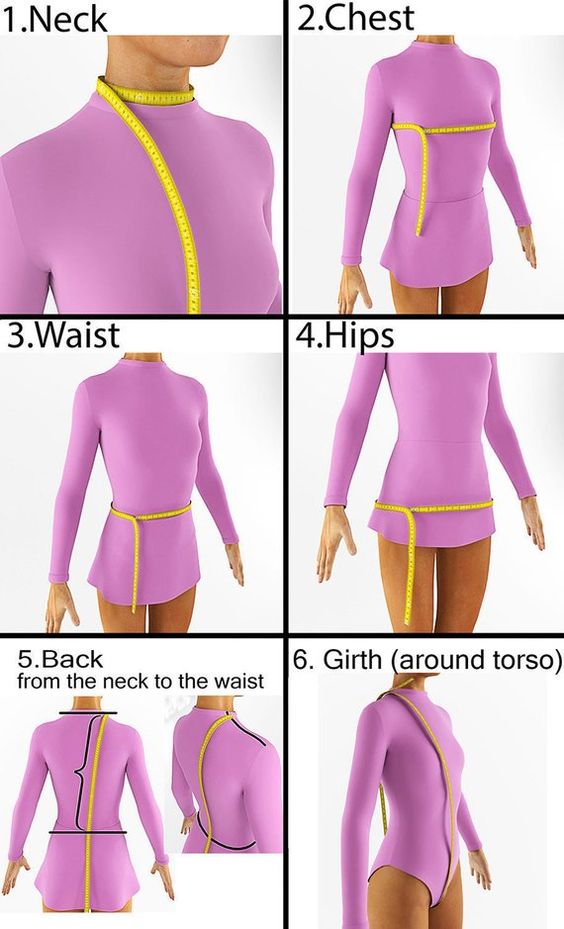 1.Neck
2.Chest
3.Waist
4.Hips
5.Back
from the neck to the waist
6. Girth (around torso)